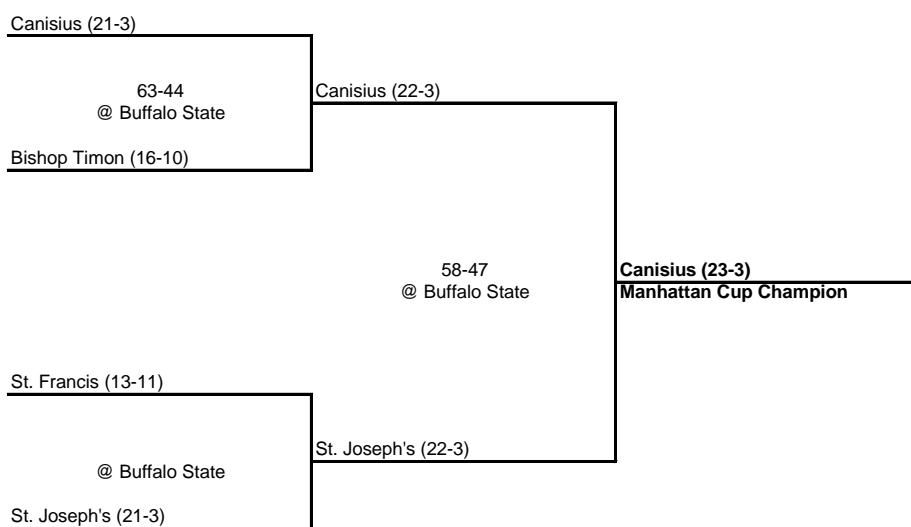 Canisius (21-3)
63-44
@ Buffalo State
Canisius (22-3)
Bishop Timon (16-10)
58-47
@ Buffalo State
Canisius (23-3)
Manhattan Cup Champion
St. Francis (13-11)
St. Joseph's (22-3)
@ Buffalo State
St. Joseph's (21-3)